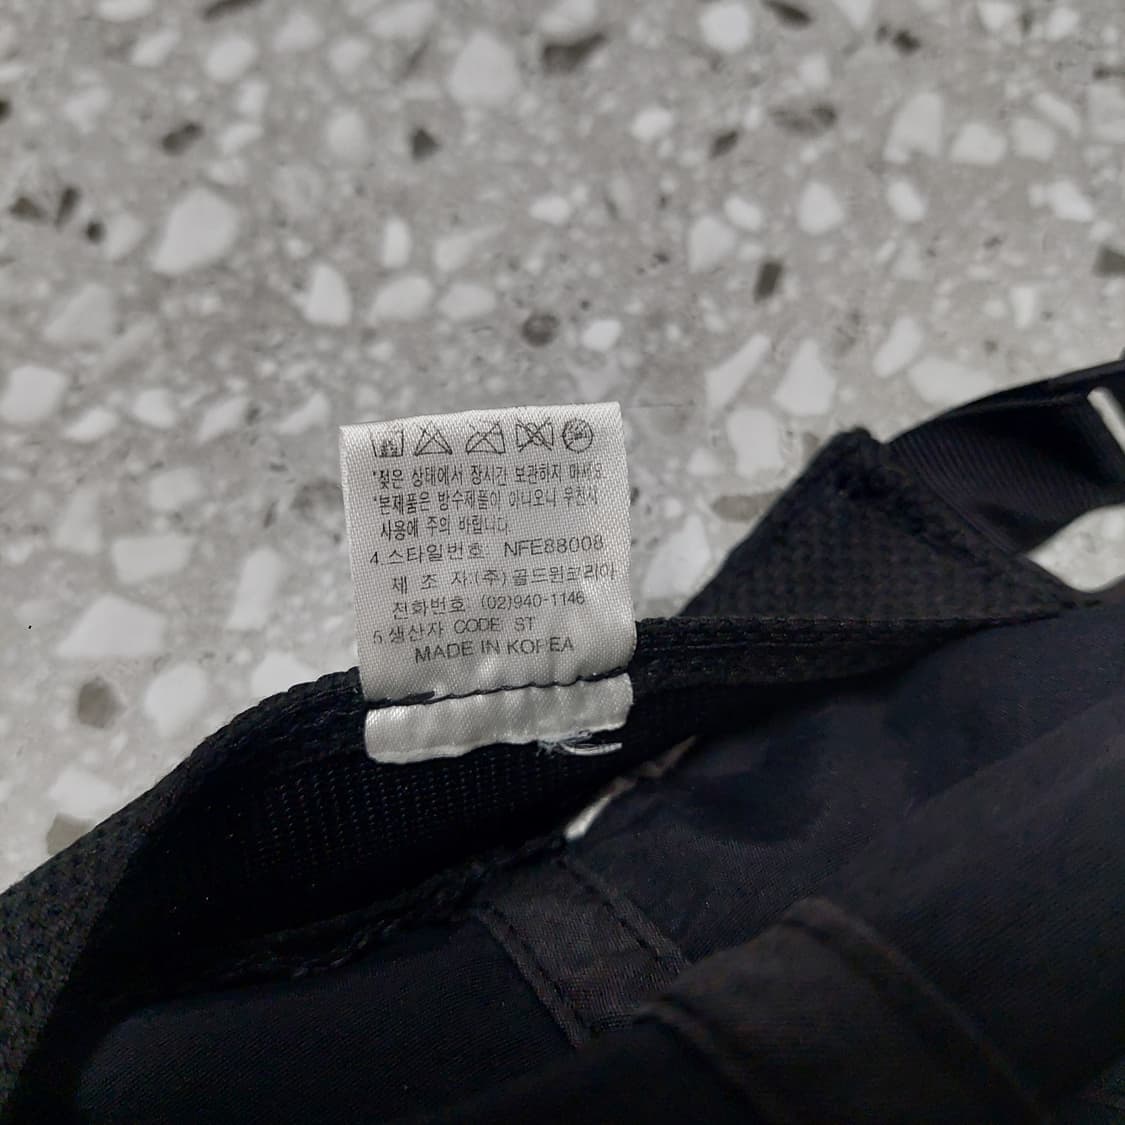 *젖은 상태에서 장시간 보관하지 마세요.
*본제품은 방수제품이 아니오니 우천시
사용에 주의 바랍니다.
4.스타일번호 NFE88008
제 조 자:(주)골드윈코리아
전화번호: (02)940-1146
5.생산자 CODE ST
MADE IN KOREA